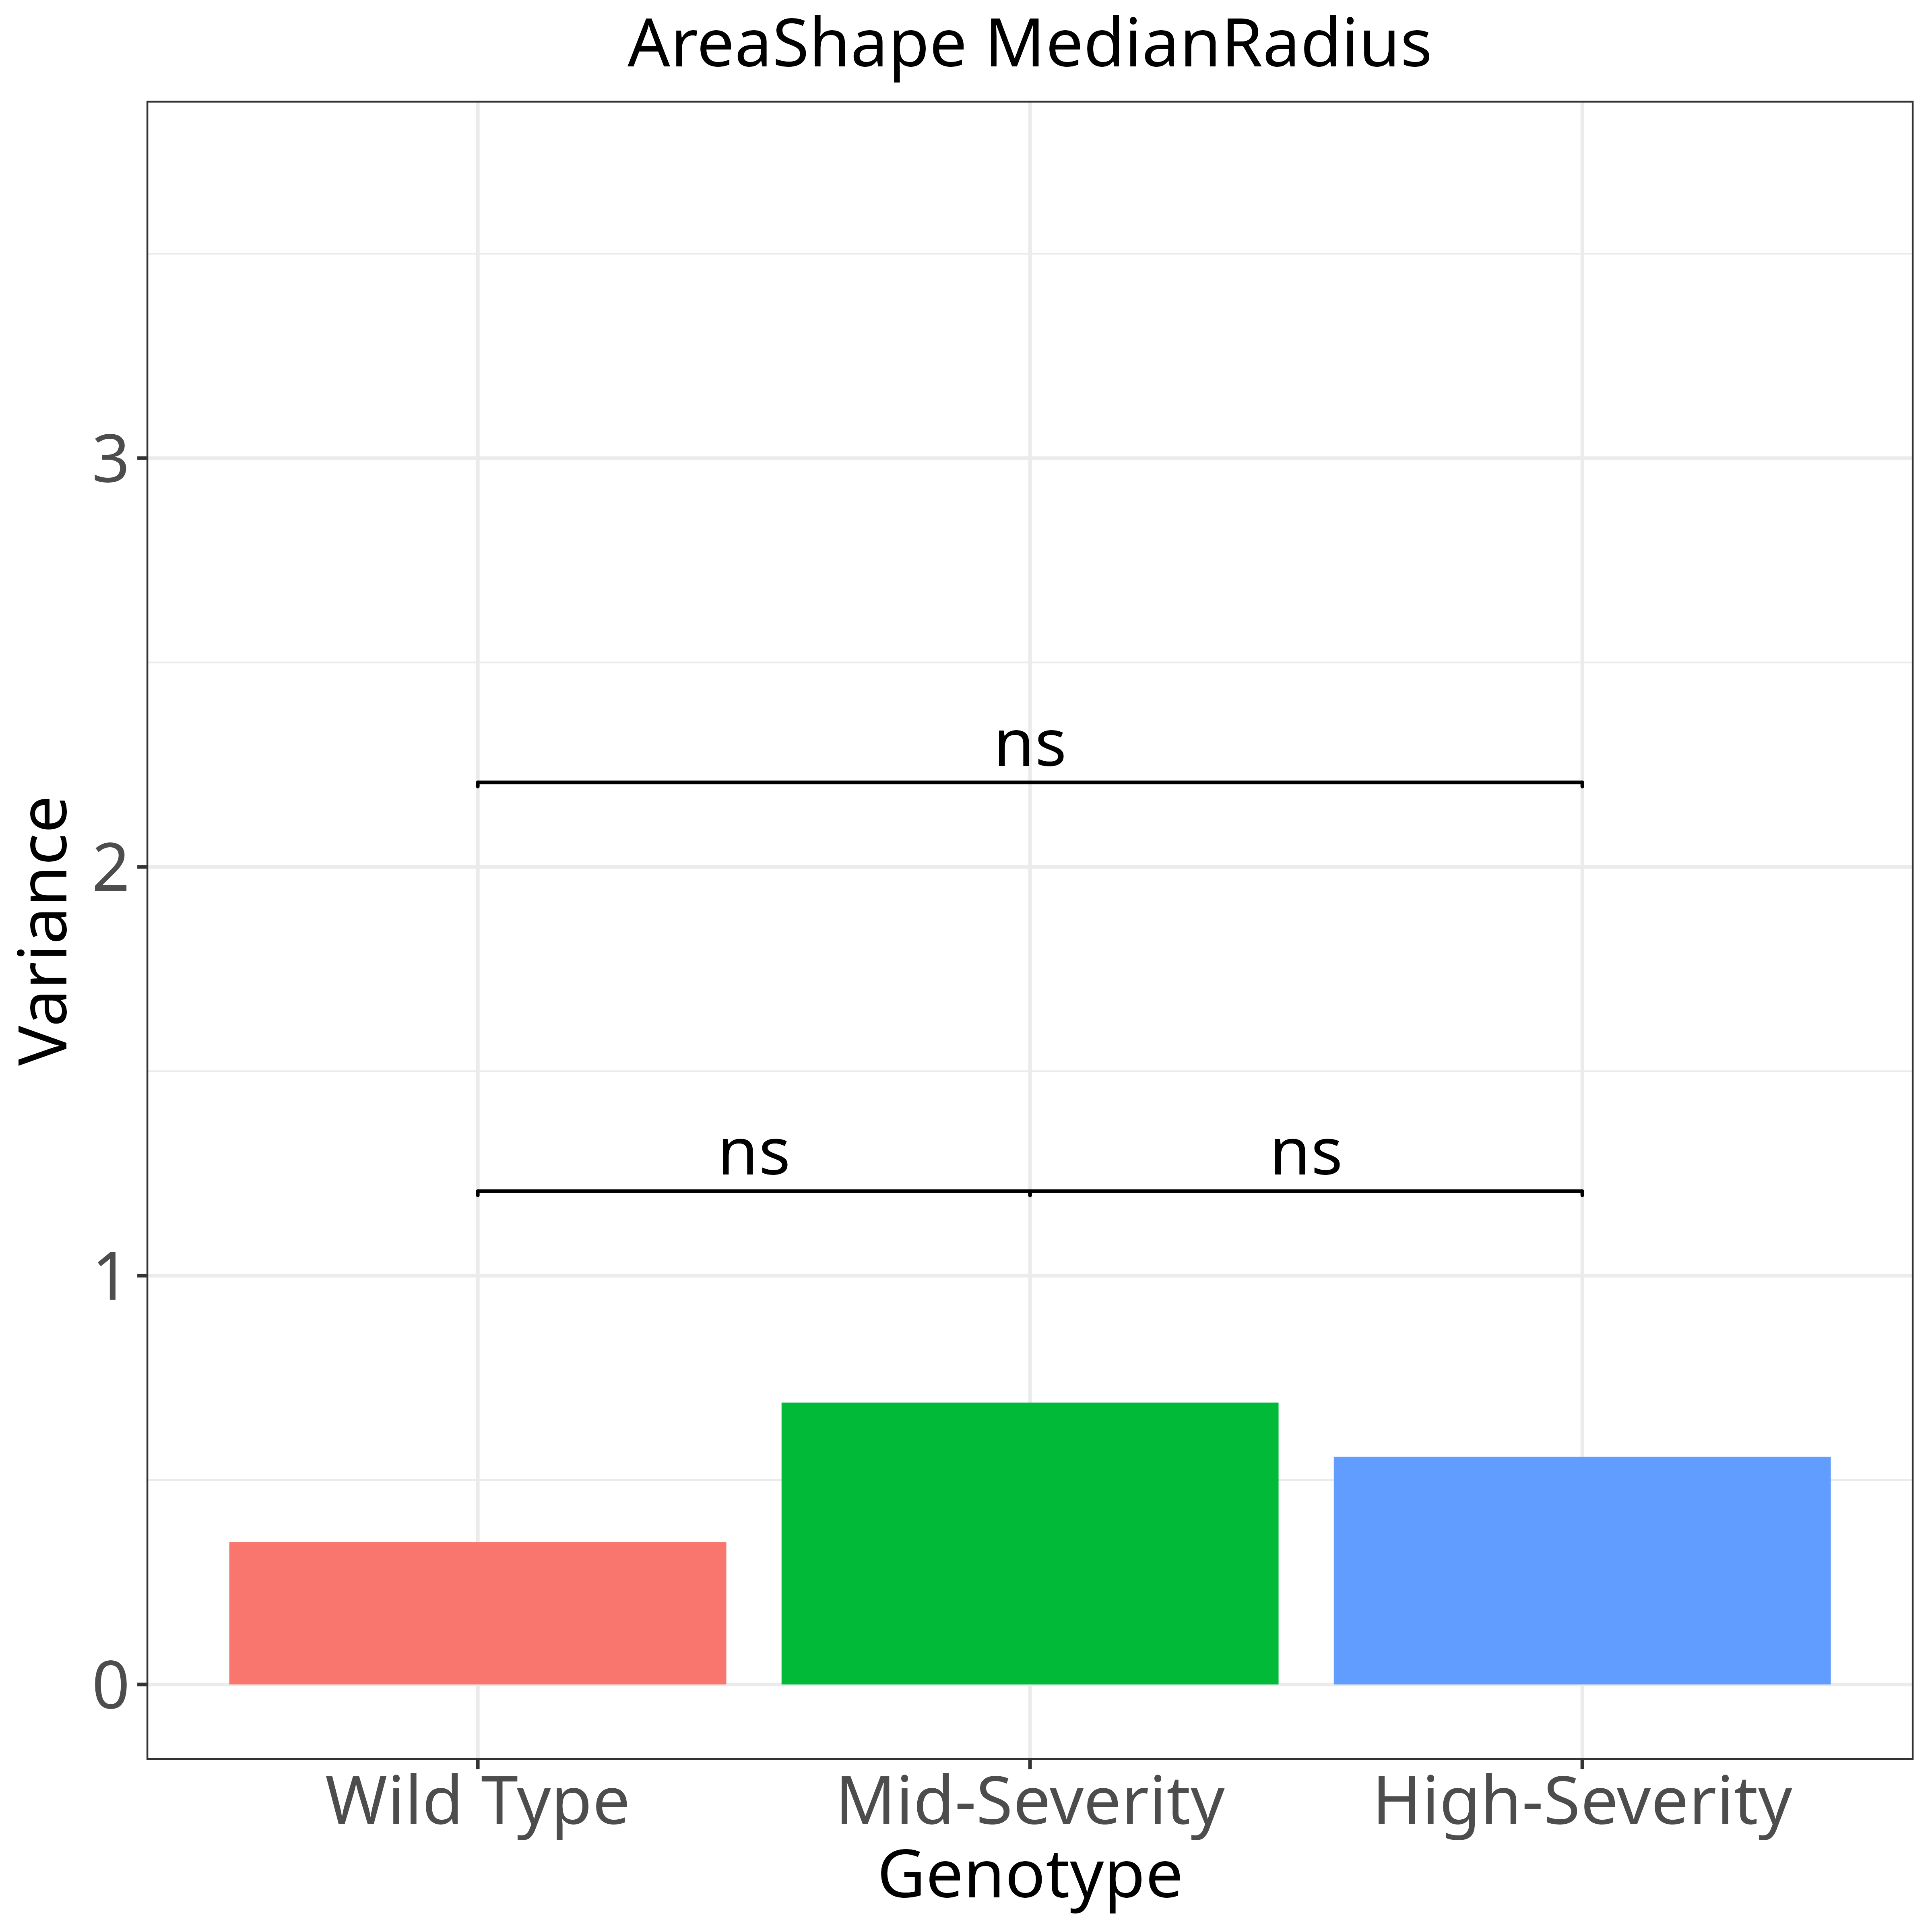 AreaShape MedianRadius
Variance
3
2
1
0
ns
ns ns
Wild Type Mid-Severity High-Severity
Genotype